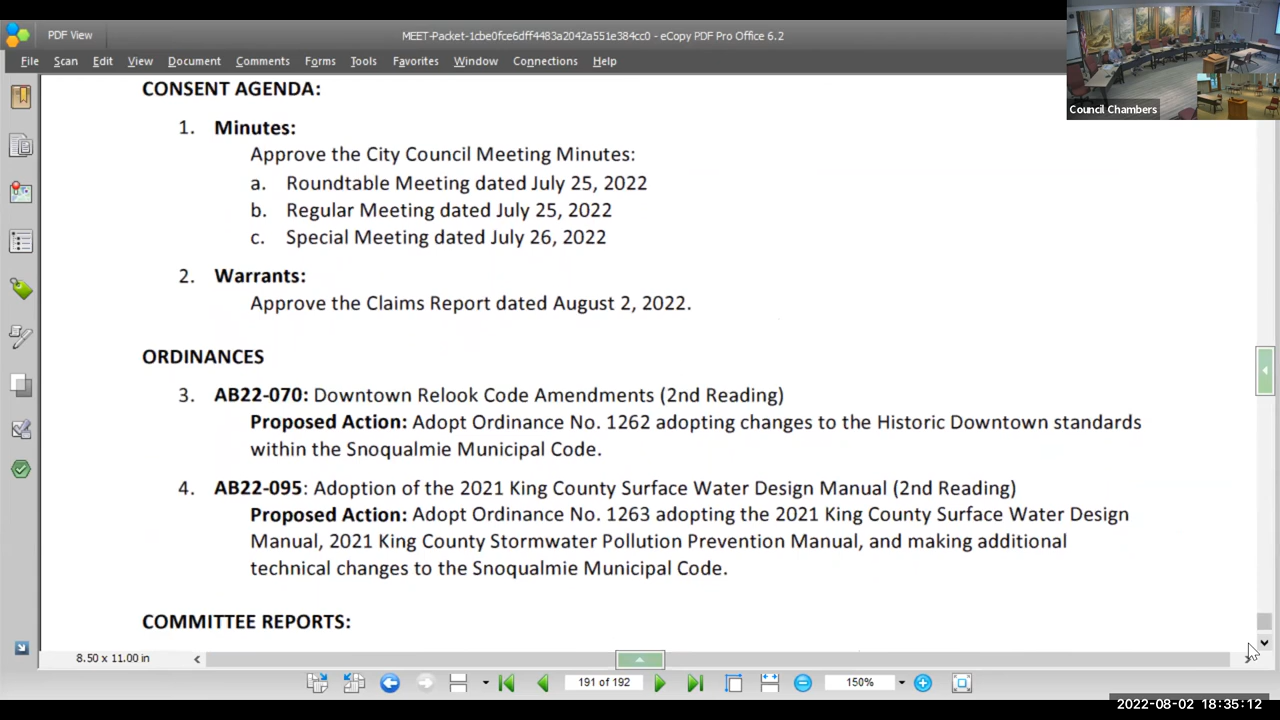 PDF View
MEET-Packet-1cbe0fce6dff4483a2042a551e384cc0 - eCopy PDF Pro Office 6.2
File Scan Edit View Document Comments Forms Tools Favorites Window Connections Help
Council Chambers
CONSENT AGENDA:
1. Minutes:
Approve the City Council Meeting Minutes:
a. Roundtable Meeting dated July 25, 2022
b. Regular Meeting dated July 25, 2022
c. Special Meeting dated July 26, 2022
2. Warrants:
Approve the Claims Report dated August 2, 2022.
ORDINANCES
3. AB22-070: Downtown Relook Code Amendments (2nd Reading)
Proposed Action: Adopt Ordinance No. 1262 adopting changes to the Historic Downtown standards
within the Snoqualmie Municipal Code.
4. AB22-095: Adoption of the 2021 King County Surface Water Design Manual (2nd Reading)
Proposed Action: Adopt Ordinance No. 1263 adopting the 2021 King County Surface Water Design
Manual, 2021 King County Stormwater Pollution Prevention Manual, and making additional
technical changes to the Snoqualmie Municipal Code.
COMMITTEE REPORTS:
8.50 x 11.00 in
191 of 192
150%
2022-08-02 18:35:12